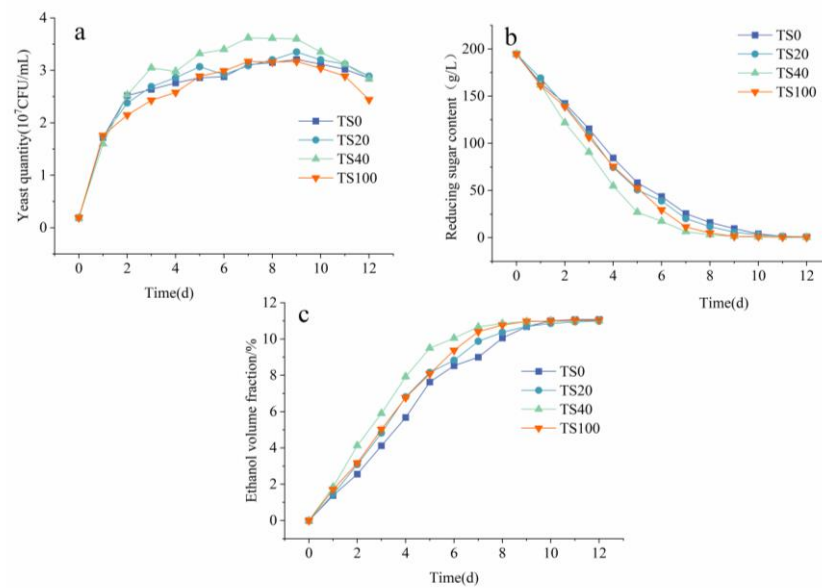 a
Yeast quantity(10⁷CFU/mL)
4
3
2
1
0
0 2 4 6 8 10 12
Time(d)
TS0
TS20
TS40
TS100
b
Reducing sugar content（g/L）
200
150
100
50
0
0 2 4 6 8 10 12
Time(d)
TS0
TS20
TS40
TS100
c
Ethanol volume fraction/%
12
10
8
6
4
2
0
0 2 4 6 8 10 12
Time(d)
TS0
TS20
TS40
TS100